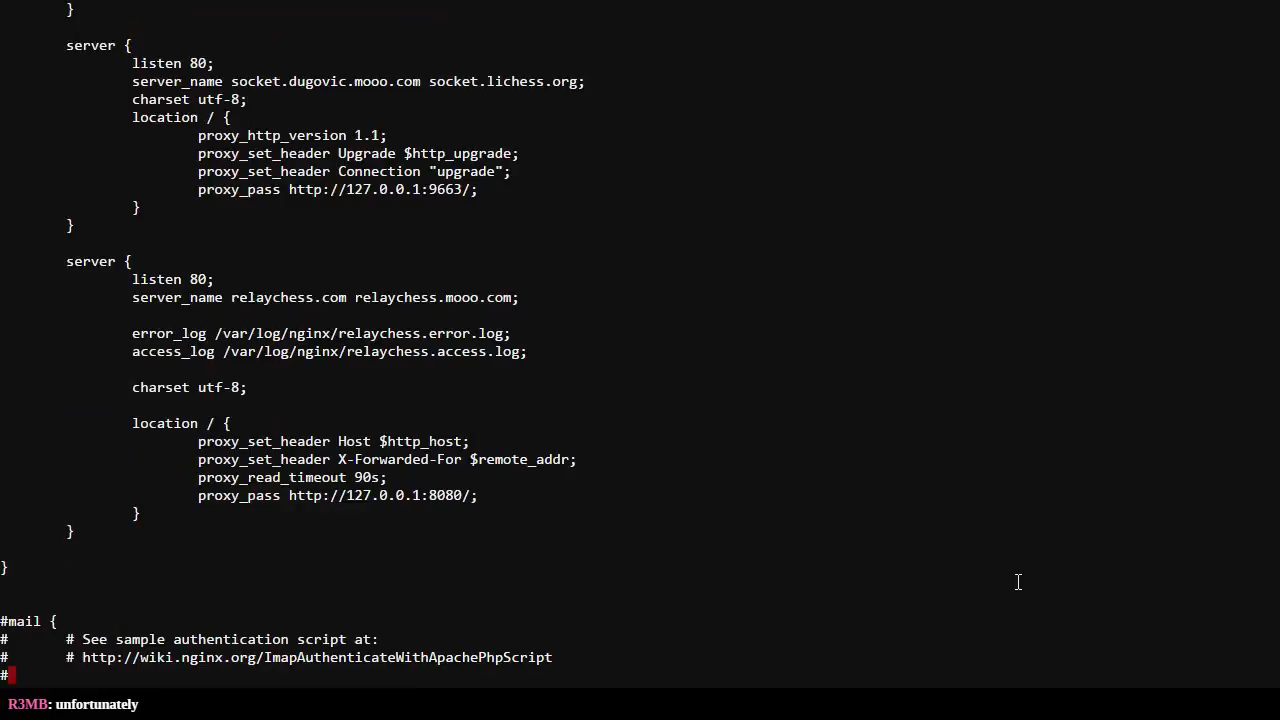 }
server {
listen 80;
server_name socket.dugovic.mooo.com socket.lichess.org;
charset utf-8;
location / {
proxy_http_version 1.1;
proxy_set_header Upgrade $http_upgrade;
proxy_set_header Connection "upgrade";
proxy_pass http://127.0.0.1:9663/;
}
}
server {
listen 80;
server_name relaychess.com relaychess.mooo.com;
error_log /var/log/nginx/relaychess.error.log;
access_log /var/log/nginx/relaychess.access.log;
charset utf-8;
location / {
proxy_set_header Host $http_host;
proxy_set_header X-Forwarded-For $remote_addr;
proxy_read_timeout 90s;
proxy_pass http://127.0.0.1:8080/;
}
}
}
#mail {
# # See sample authentication script at:
# # http://wiki.nginx.org/ImapAuthenticateWithApachePhpScript
#
R3MB: unfortunately